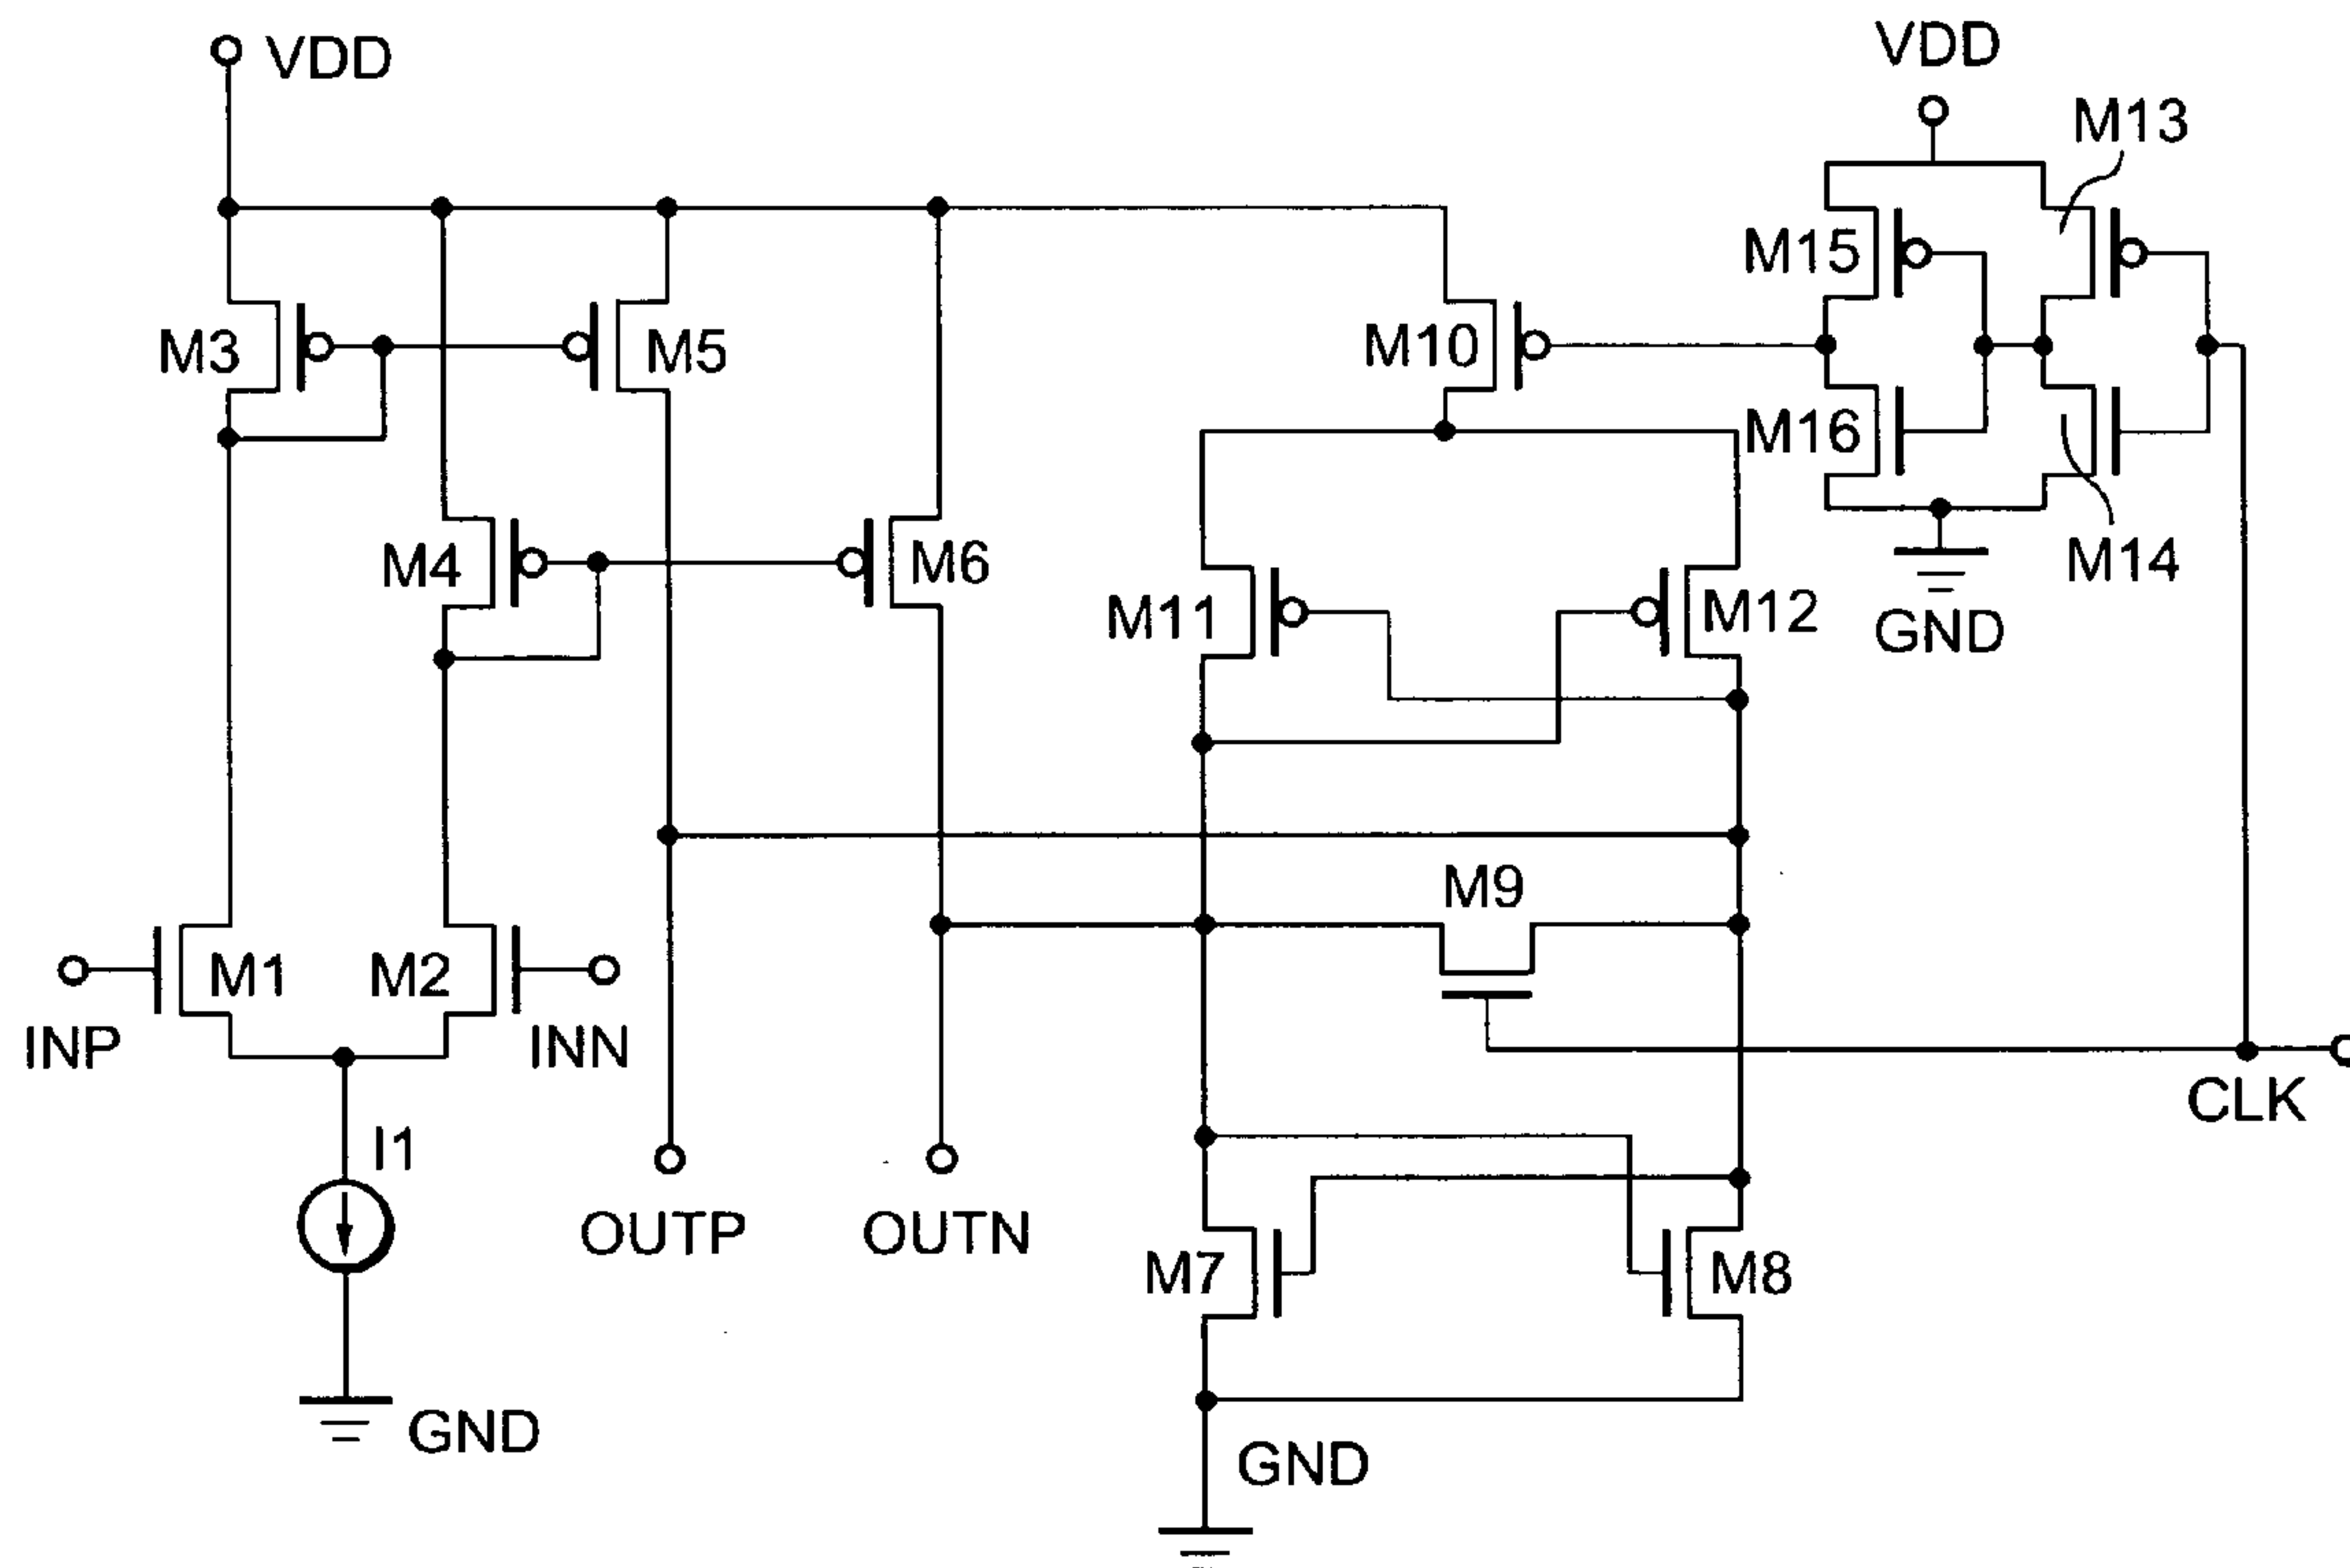 VDD
VDD
M13
M15
M3
M5
M10
M16
M4
M6
M11
M12
M14
GND
M9
M1
M2
INP
INN
CLK
I1
OUTP
OUTN
M7
M8
GND
GND